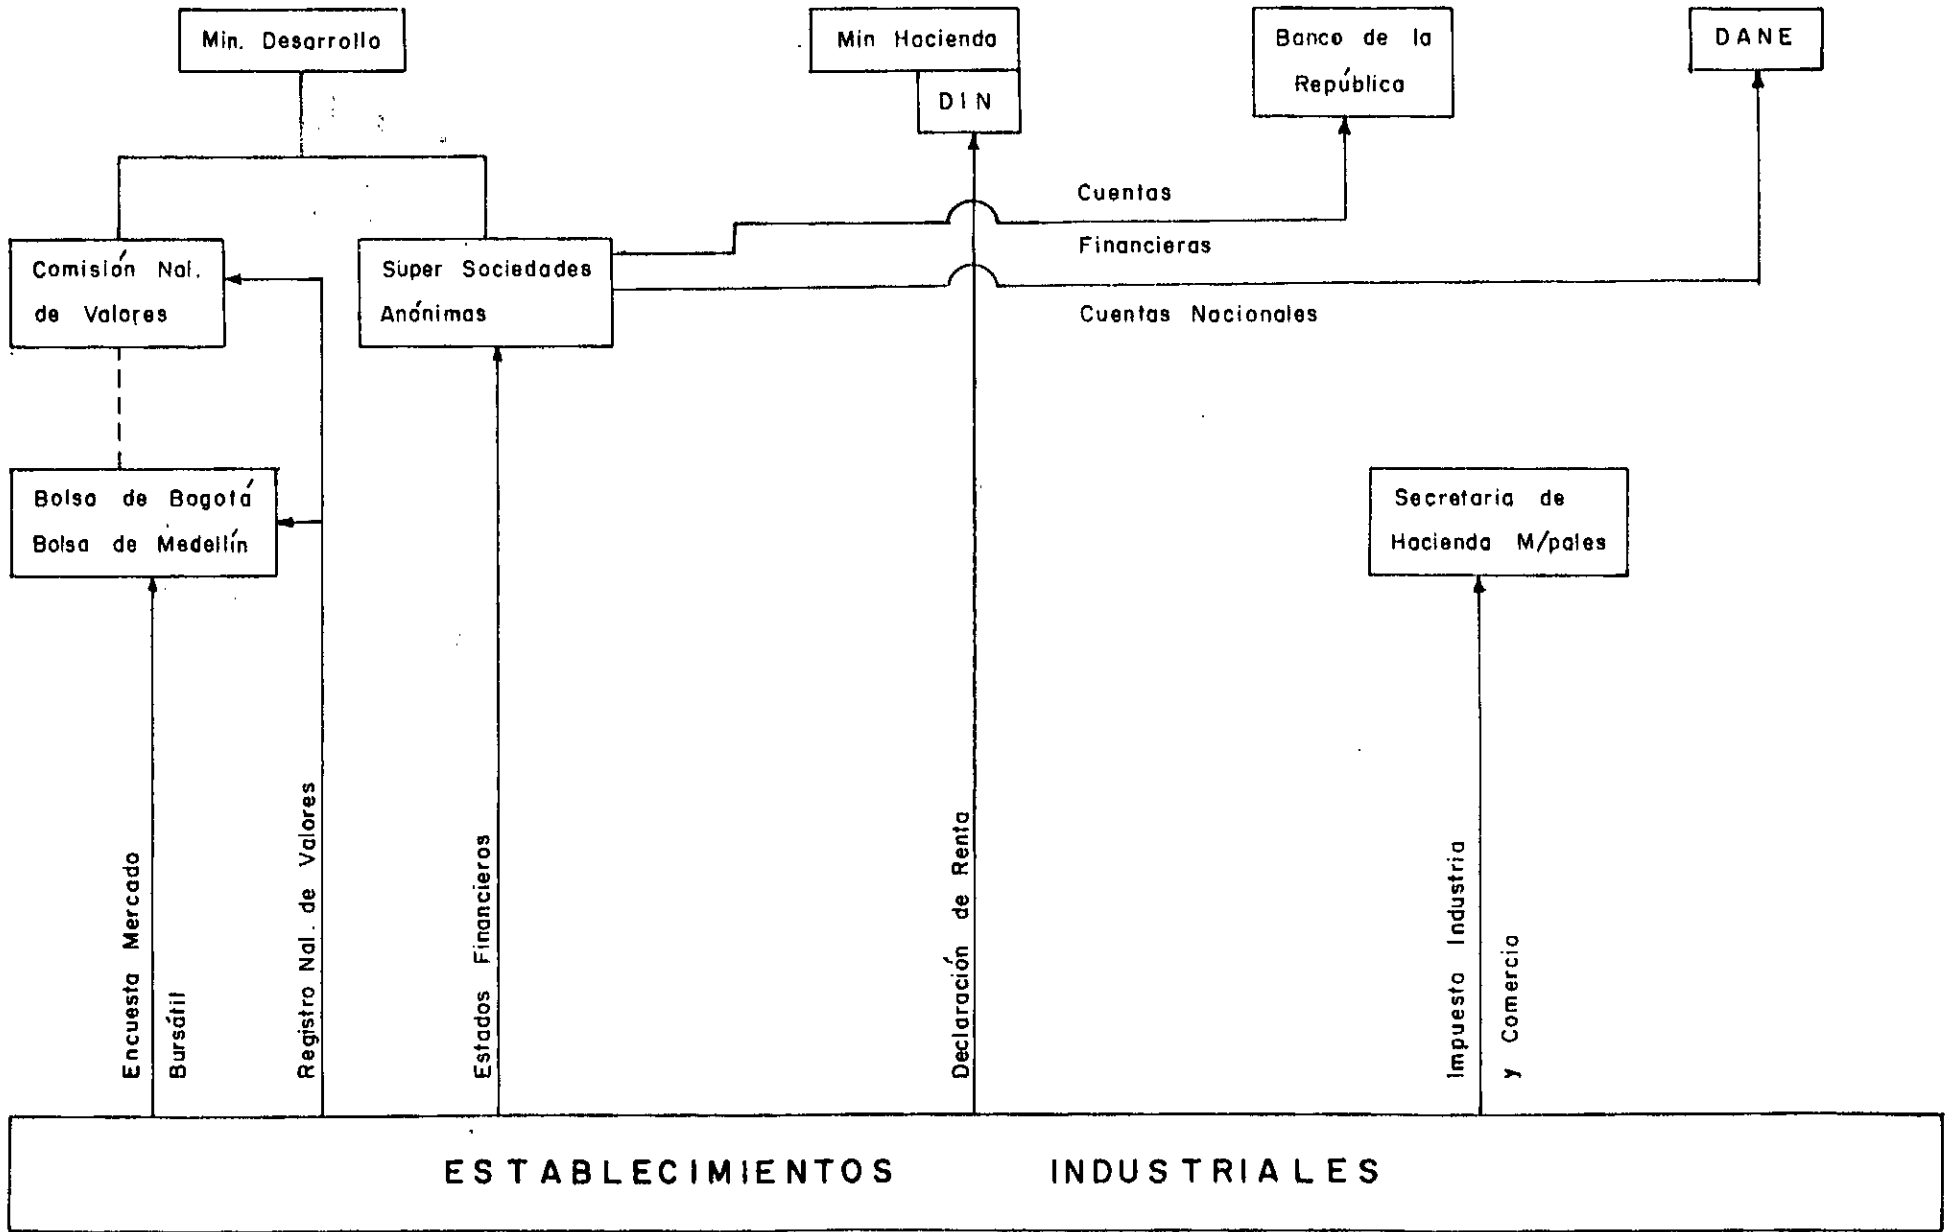 Min. Desarrollo
Min Hacienda
DIN
Banco de la
República
DANE
Cuentas
Financieras
Cuentas Nacionales
Comisión Nal.
de Valores
Super Sociedades
Anónimas
Bolsa de Bogotá
Bolsa de Medellín
Secretaria de
Hacienda M/pales
Encuesta Mercado
Bursátil
Registro Nal. de Valores
Estados Financieros
Declaración de Renta
Impuesto Industria
y Comercio
ESTABLECIMIENTOS INDUSTRIALES